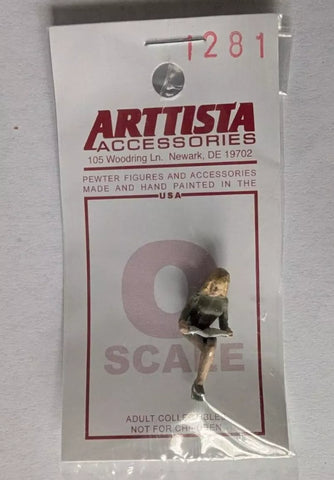 1281
ARTTISTA
ACCESSORIES
105 Woodring Ln. Newark, DE 19702
PEWTER FIGURES AND ACCESSORIES
MADE AND HAND PAINTED IN THE
USA
O
SCALE
ADULT COLLECTIBLES
NOT FOR CHILDREN